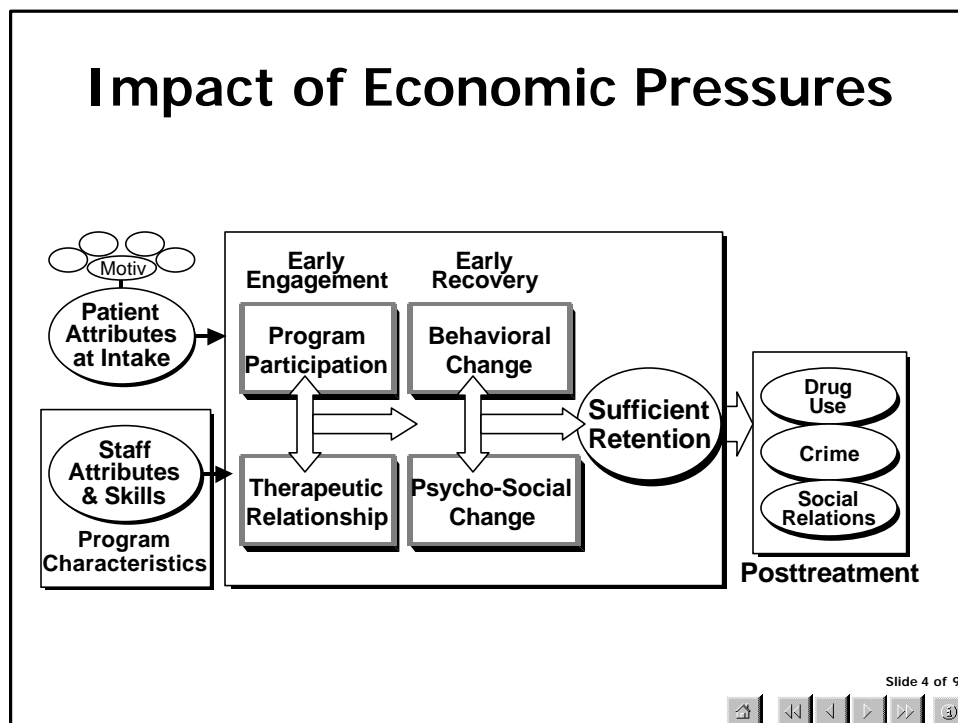 Impact of Economic Pressures
Motiv
Patient
Attributes
at Intake
Staff
Attributes
& Skills
Program
Characteristics
Early
Engagement
Program
Participation
Therapeutic
Relationship
Early
Recovery
Behavioral
Change
Psycho-Social
Change
Sufficient
Retention
Drug
Use
Crime
Social
Relations
Posttreatment
Slide 4 of 9